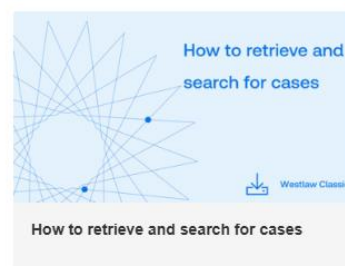 How to retrieve and
search for cases
Westlaw Classi
How to retrieve and search for cases